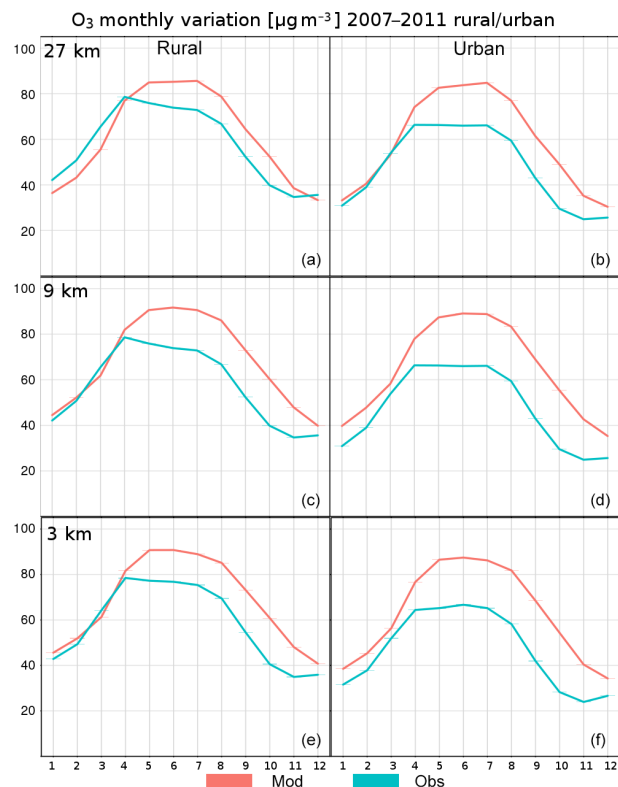 O₃ monthly variation [µg m⁻³] 2007–2011 rural/urban
27 km Rural Urban
100
80
60
40
20
(a) (b)
9 km
100
80
60
40
20
(c) (d)
3 km
100
80
60
40
20
(e) (f)
1 2 3 4 5 6 7 8 9 10 11 12 1 2 3 4 5 6 7 8 9 10 11 12
Mod Obs